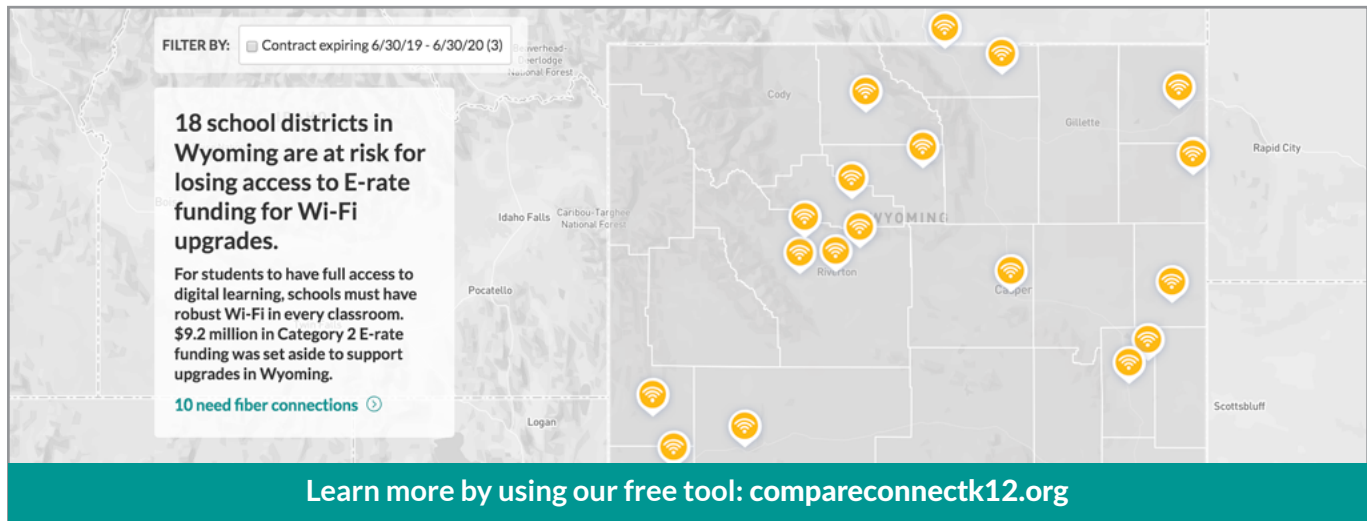 FILTER BY:
Contract expiring 6/30/19 - 6/30/20 (3)
18 school districts in
Wyoming are at risk for
losing access to E-rate
funding for Wi-Fi
upgrades.
For students to have full access to
digital learning, schools must have
robust Wi-Fi in every classroom.
$9.2 million in Category 2 E-rate
funding was set aside to support
upgrades in Wyoming.
10 need fiber connections
Beaverhead-
Deerlodge
National Forest
Cody
Gillette
Rapid City
Idaho Falls
Caribou-Targhee
National Forest
WYOMING
Riverton
Pocatello
Casper
Scottsbluff
Logan
Learn more by using our free tool: compareconnectk12.org